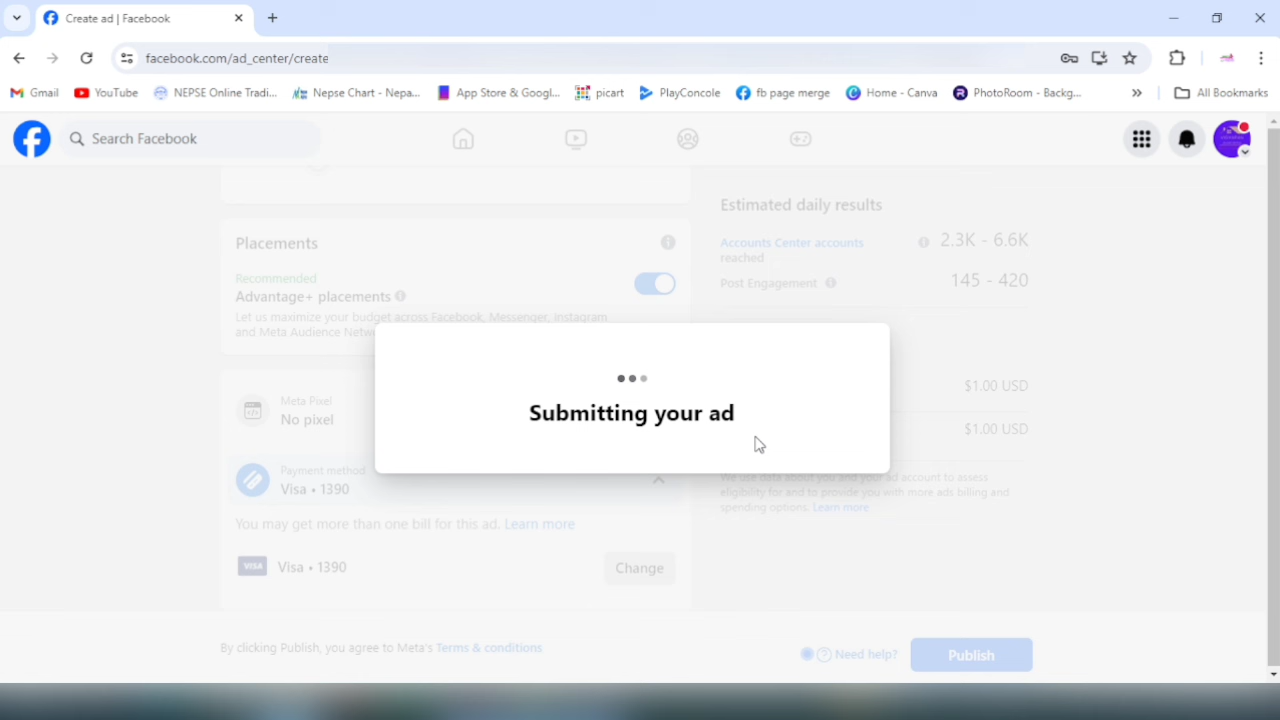 Create ad | Facebook
facebook.com/ad_center/create
Gmail
YouTube
NEPSE Online Tradi...
Nepse Chart - Nepa...
App Store & Googl...
picart
PlayConcole
fb page merge
Home - Canva
PhotoRoom - Backg...
»
All Bookmarks
Search Facebook
Placements
Recommended
Advantage+ placements
Let us maximize your budget across Facebook, Messenger, Instagram
and Meta Audience
Meta Pixel
No pixel
Payment method
Visa • 1390
You may get more than one bill for this ad. Learn more
VISA
Visa • 1390
Change
Estimated daily results
Accounts Center accounts
reached
2.3K - 6.6K
Post Engagement
145 - 420
$1.00 USD
$1.00 USD
We use data about you and your ad account to assess
eligibility for and to provide you with more ads billing and
spending options. Learn more
Submitting your ad
By clicking Publish, you agree to Meta's Terms & conditions
Need help?
Publish